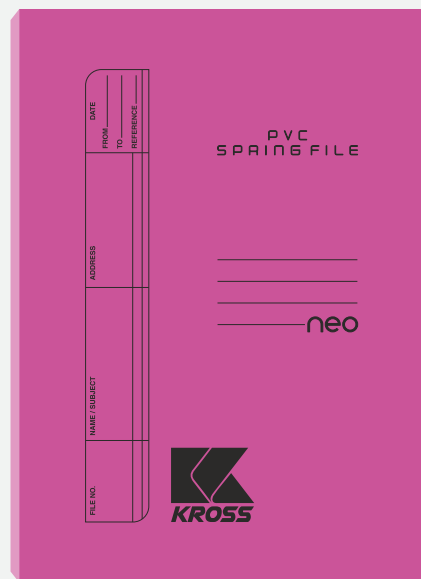 DATE
FROM
TO
REFERENCE
ADDRESS
NAME / SUBJECT
FILE NO.
PVC
SPRING FILE
neo
KROSS